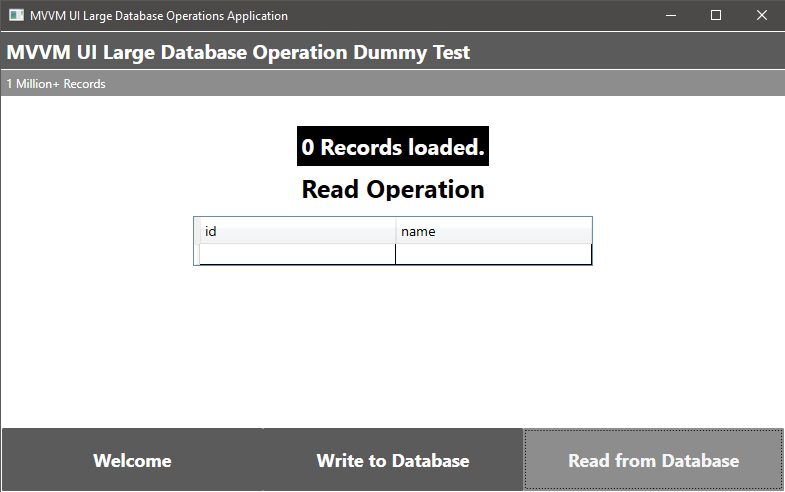 MVVM UI Large Database Operations Application
MVVM UI Large Database Operation Dummy Test
1 Million+ Records
0 Records loaded.
Read Operation
id name
Welcome Write to Database Read from Database